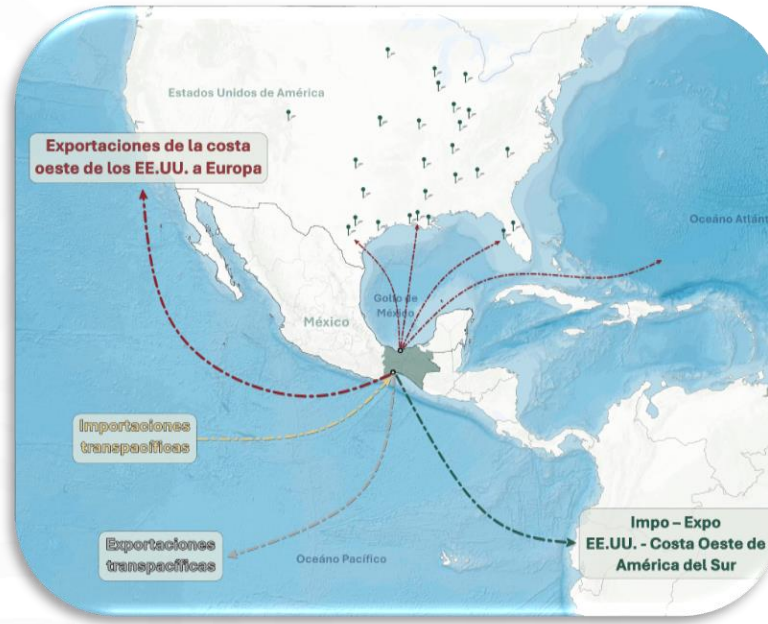 Estados Unidos de América
Exportaciones de la costa
oeste de los EE.UU. a Europa
Océano Atlánt
Golfo de
México
México
Importaciones
transpacíficas
Exportaciones
transpacíficas
Océano Pacífico
Impo – Expo
EE.UU. - Costa Oeste de
América del Sur